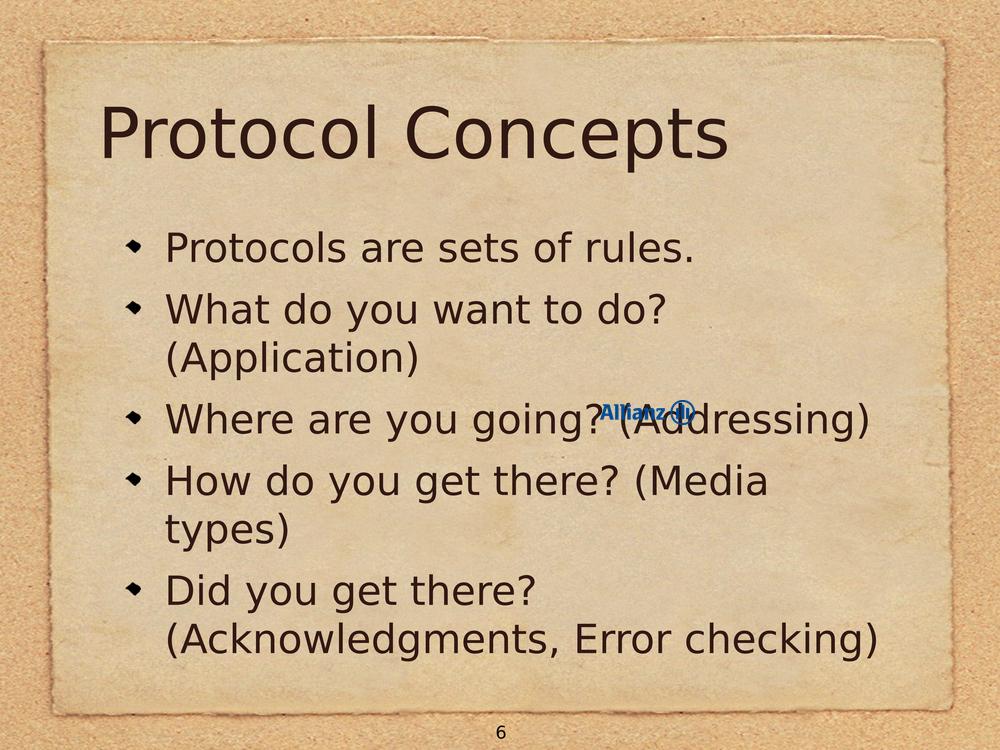 Protocol Concepts
Protocols are sets of rules.
What do you want to do?
(Application)
Where are you going? (Addressing)
Allianz
How do you get there? (Media
types)
Did you get there?
(Acknowledgments, Error checking)
6